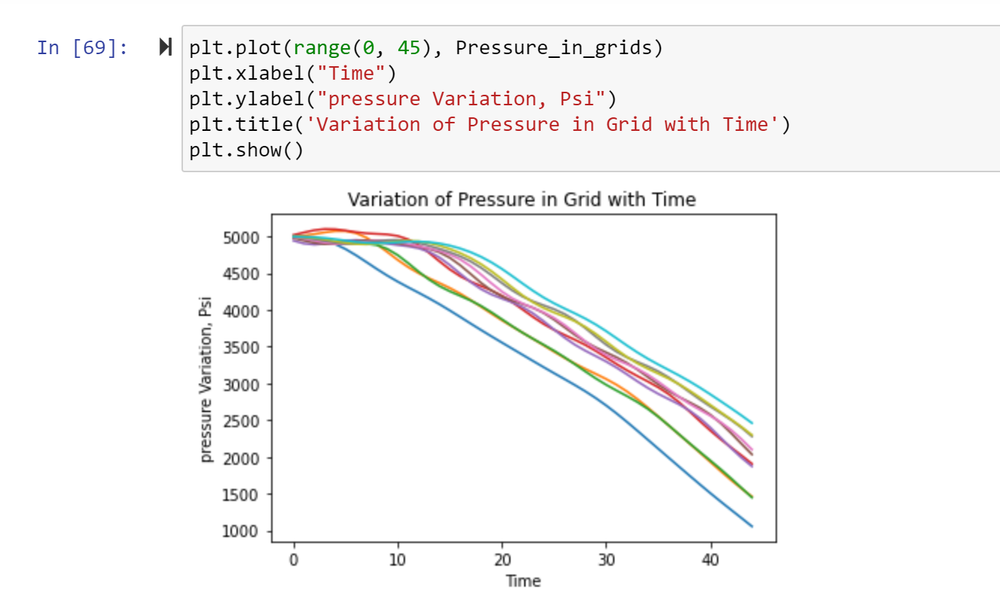 In [69]:
plt.plot(range(0, 45), Pressure_in_grids)
plt.xlabel("Time")
plt.ylabel("pressure Variation, Psi")
plt.title('Variation of Pressure in Grid with Time')
plt.show()
Variation of Pressure in Grid with Time
pressure Variation, Psi
5000
4500
4000
3500
3000
2500
2000
1500
1000
0 10 20 30 40
Time